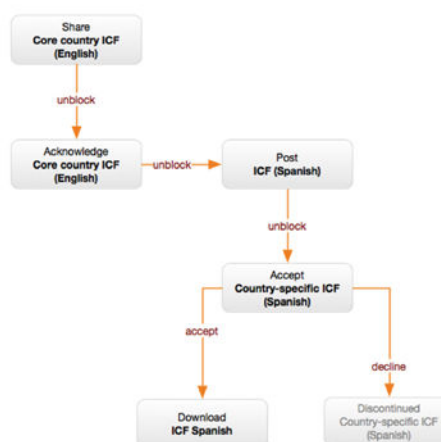 Share
Core country ICF
(English)
unblock
Acknowledge
Core country ICF
(English)
unblock
Post
ICF (Spanish)
unblock
Accept
Country-specific ICF
(Spanish)
accept
decline
Download
ICF Spanish
Discontinued
Country-specific ICF
(Spanish)